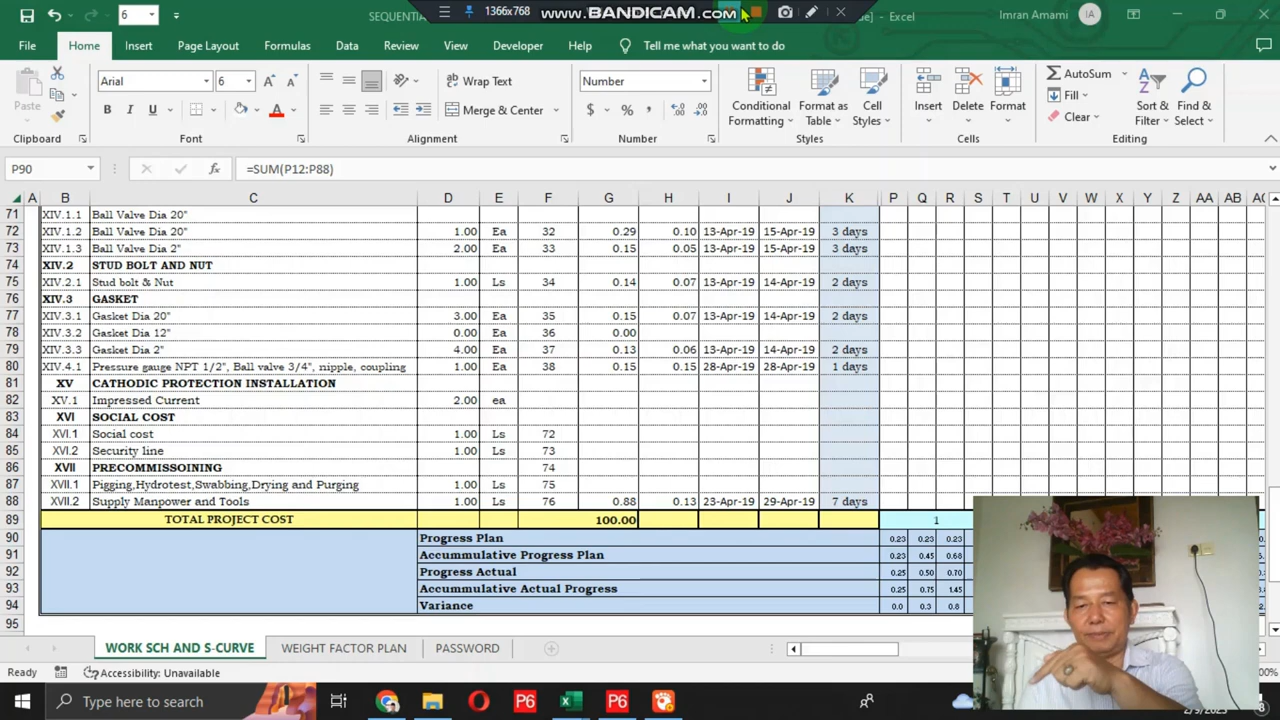 6
SEQUENTIA
1366x768
www.BANDICAM.com
e] - Excel
Imran Amami
IA
File Home Insert Page Layout Formulas Data Review View Developer Help Tell me what you want to do
Paste
Clipboard
Arial 6
B I U
Font
Wrap Text
Merge & Center
Alignment
Number
$ % ,
Number
Conditional Formatting
Format as Table
Cell Styles
Styles
Insert
Delete
Format
Cells
AutoSum
Fill
Clear
Sort & Filter
Find & Select
Editing
P90 fx =SUM(P12:P88)
A B C D E F G H I J K P Q R S T U V W X Y Z AA AB AC
71 XIV.1.1 Ball Valve Dia 20"
72 XIV.1.2 Ball Valve Dia 20" 1.00 Ea 32 0.29 0.10 13-Apr-19 15-Apr-19 3 days
73 XIV.1.3 Ball Valve Dia 2" 2.00 Ea 33 0.15 0.05 13-Apr-19 15-Apr-19 3 days
74 XIV.2 STUD BOLT AND NUT
75 XIV.2.1 Stud bolt & Nut 1.00 Ls 34 0.14 0.07 13-Apr-19 14-Apr-19 2 days
76 XIV.3 GASKET
77 XIV.3.1 Gasket Dia 20" 3.00 Ea 35 0.15 0.07 13-Apr-19 14-Apr-19 2 days
78 XIV.3.2 Gasket Dia 12" 0.00 Ea 36 0.00
79 XIV.3.3 Gasket Dia 2" 4.00 Ea 37 0.13 0.06 13-Apr-19 14-Apr-19 2 days
80 XIV.4.1 Pressure gauge NPT 1/2", Ball valve 3/4", nipple, coupling 1.00 Ea 38 0.15 0.15 28-Apr-19 28-Apr-19 1 days
81 XV CATHODIC PROTECTION INSTALLATION
82 XV.1 Impressed Current 2.00 ea
83 XVI SOCIAL COST
84 XVI.1 Social cost 1.00 Ls 72
85 XVI.2 Security line 1.00 Ls 73
86 XVII PRECOMMISSOINING 74
87 XVII.1 Pigging,Hydrotest,Swabbing,Drying and Purging 1.00 Ls 75
88 XVII.2 Supply Manpower and Tools 1.00 Ls 76 0.88 0.13 23-Apr-19 29-Apr-19 7 days
89 TOTAL PROJECT COST 100.00 1
90 Progress Plan 0.23 0.23 0.23
91 Accummulative Progress Plan 0.23 0.45 0.68
92 Progress Actual 0.25 0.50 0.70
93 Accummulative Actual Progress 0.25 0.75 1.45
94 Variance 0.0 0.3 0.8
95
WORK SCH AND S-CURVE WEIGHT FACTOR PLAN PASSWORD
Ready Accessibility: Unavailable
Type here to search
P6
P6